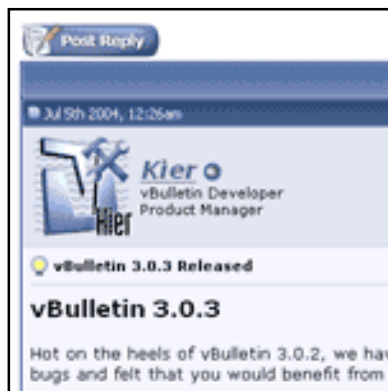 Post Reply
Jul 5th 2004, 12:26am
Kier
vBulletin Developer
Product Manager
Kier
vBulletin 3.0.3 Released
vBulletin 3.0.3
Hot on the heels of vBulletin 3.0.2, we hav
bugs and felt that you would benefit from